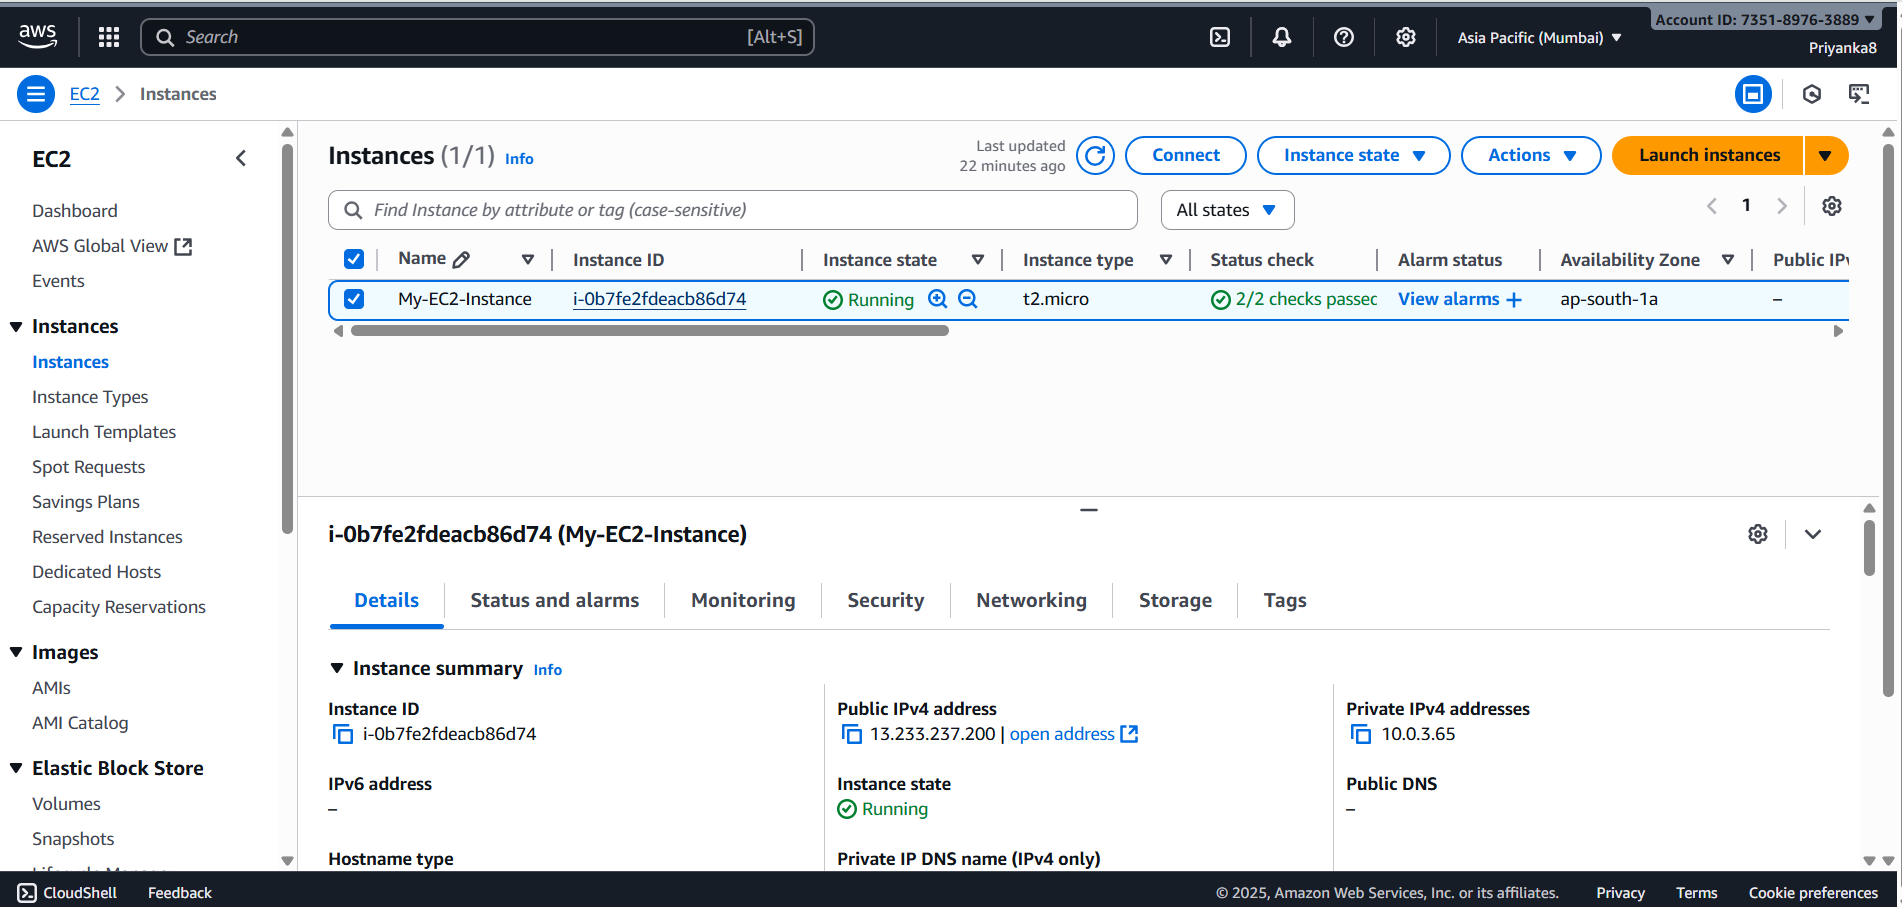 aws
Search [Alt+S]
Asia Pacific (Mumbai)
Account ID: 7351-8976-3889
Priyanka8
EC2 > Instances
EC2
Dashboard
AWS Global View
Events
Instances
Instances
Instance Types
Launch Templates
Spot Requests
Savings Plans
Reserved Instances
Dedicated Hosts
Capacity Reservations
Images
AMIs
AMI Catalog
Elastic Block Store
Volumes
Snapshots
Instances (1/1) Info
Last updated
22 minutes ago
Connect
Instance state
Actions
Launch instances
Find Instance by attribute or tag (case-sensitive)
All states
1
Name Instance ID Instance state Instance type Status check Alarm status Availability Zone Public IPv
My-EC2-Instance i-0b7fe2fdeacb86d74 Running t2.micro 2/2 checks passec View alarms + ap-south-1a –
i-0b7fe2fdeacb86d74 (My-EC2-Instance)
Details Status and alarms Monitoring Security Networking Storage Tags
Instance summary Info
Instance ID
i-0b7fe2fdeacb86d74
IPv6 address
–
Hostname type
Public IPv4 address
13.233.237.200 | open address
Instance state
Running
Private IP DNS name (IPv4 only)
Private IPv4 addresses
10.0.3.65
Public DNS
–
CloudShell Feedback © 2025, Amazon Web Services, Inc. or its affiliates. Privacy Terms Cookie preferences